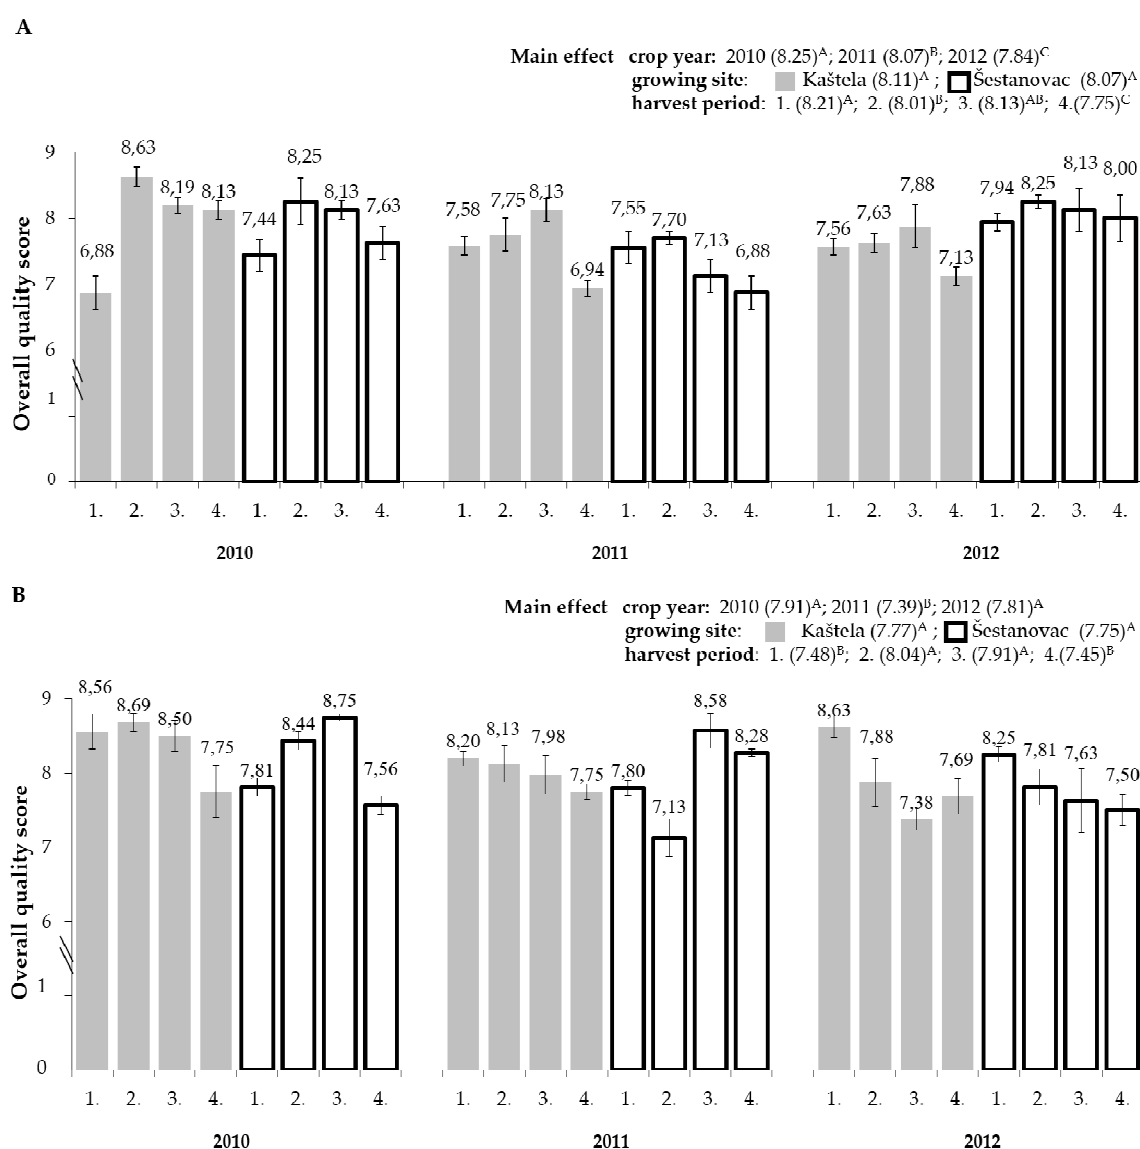 A
Main effect crop year: 2010 (8.25)ᴬ; 2011 (8.07)ᴮ; 2012 (7.84)ᶜ
growing site: Kaštela (8.11)ᴬ ; Šestanovac (8.07)ᴬ
harvest period: 1. (8.21)ᴬ; 2. (8.01)ᴮ; 3. (8.13)ᴬᴮ; 4.(7.75)ᶜ
Overall quality score
9
8
7
6
1
0
6,88 8,63 8,19 8,13 7,44 8,25 8,13 7,63
7,58 7,75 8,13 6,94 7,55 7,70 7,13 6,88
7,56 7,63 7,88 7,13 7,94 8,25 8,13 8,00
1. 2. 3. 4. 1. 2. 3. 4. 1. 2. 3. 4. 1. 2. 3. 4. 1. 2. 3. 4. 1. 2. 3. 4.
2010 2011 2012
B
Main effect crop year: 2010 (7.91)ᴬ; 2011 (7.39)ᴮ; 2012 (7.81)ᴬ
growing site: Kaštela (7.77)ᴬ ; Šestanovac (7.75)ᴬ
harvest period: 1. (7.48)ᴮ; 2. (8.04)ᴬ; 3. (7.91)ᴬ; 4.(7.45)ᴮ
Overall quality score
9
8
7
6
1
0
8,56 8,69 8,50 7,75 7,81 8,44 8,75 7,56
8,20 8,13 7,98 7,75 7,80 7,13 8,58 8,28
8,63 7,88 7,38 7,69 8,25 7,81 7,63 7,50
1. 2. 3. 4. 1. 2. 3. 4. 1. 2. 3. 4. 1. 2. 3. 4. 1. 2. 3. 4. 1. 2. 3. 4.
2010 2011 2012